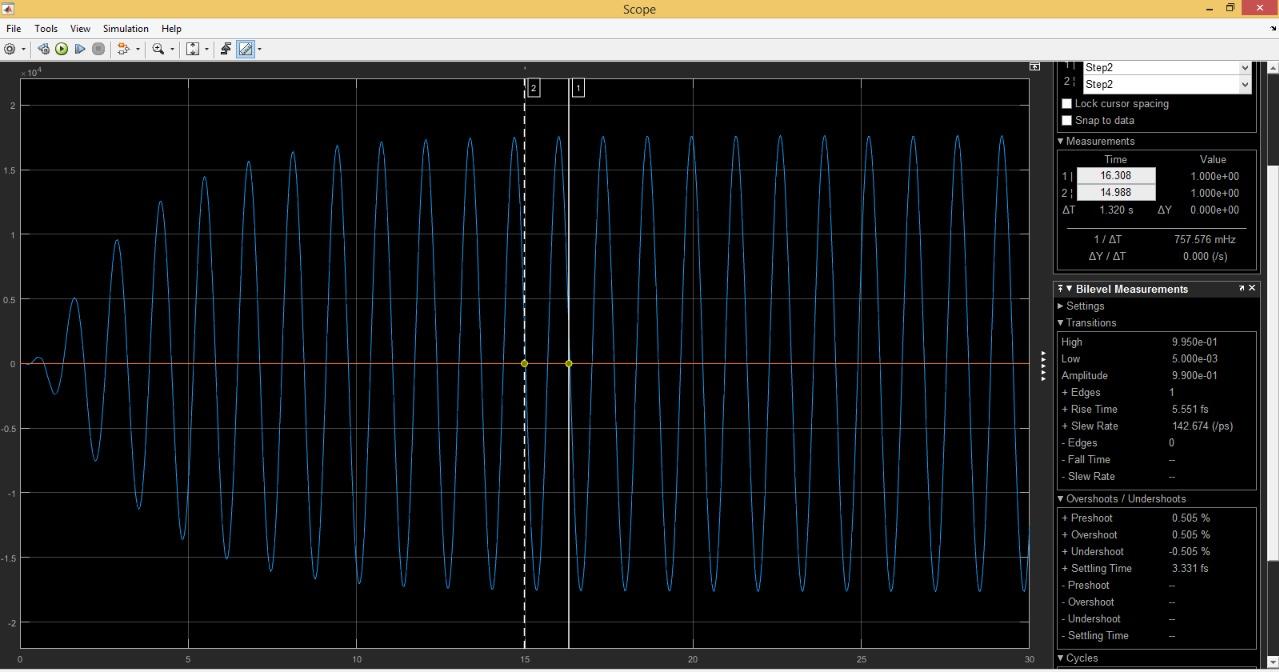 Scope
File Tools View Simulation Help
×10⁴
2
1.5
1
0.5
0
-0.5
-1
-1.5
-2
0 5 10 15 20 25 30
2 1
1 | Step2
2 ¦ Step2
Lock cursor spacing
Snap to data
▼ Measurements
Time Value
1 | 16.308 1.000e+00
2 ¦ 14.988 1.000e+00
ΔT 1.320 s ΔY 0.000e+00
1 / ΔT 757.576 mHz
ΔY / ΔT 0.000 (/s)
Bilevel Measurements
Settings
Transitions
High 9.950e-01
Low 5.000e-03
Amplitude 9.900e-01
+ Edges 1
+ Rise Time 5.551 fs
+ Slew Rate 142.674 (/ps)
- Edges 0
- Fall Time --
- Slew Rate --
Overshoots / Undershoots
+ Preshoot 0.505 %
+ Overshoot 0.505 %
+ Undershoot -0.505 %
+ Settling Time 3.331 fs
- Preshoot --
- Overshoot --
- Undershoot --
- Settling Time --
Cycles